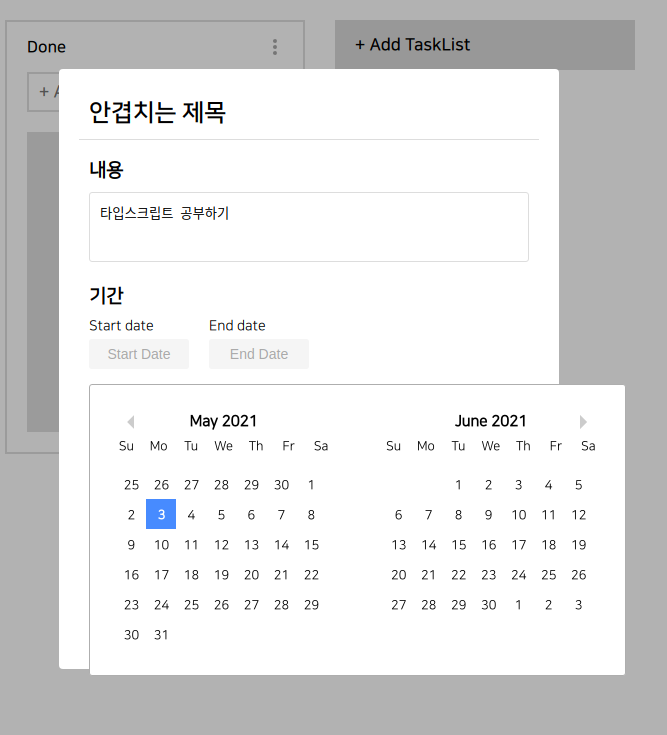 Done
+ Add TaskList
+ A
안겹치는 제목
내용
타입스크립트 공부하기
기간
Start date End date
Start Date End Date
May 2021 June 2021
Su Mo Tu We Th Fr Sa Su Mo Tu We Th Fr Sa
25 26 27 28 29 30 1 1 2 3 4 5
2 3 4 5 6 7 8 6 7 8 9 10 11 12
9 10 11 12 13 14 15 13 14 15 16 17 18 19
16 17 18 19 20 21 22 20 21 22 23 24 25 26
23 24 25 26 27 28 29 27 28 29 30 1 2 3
30 31